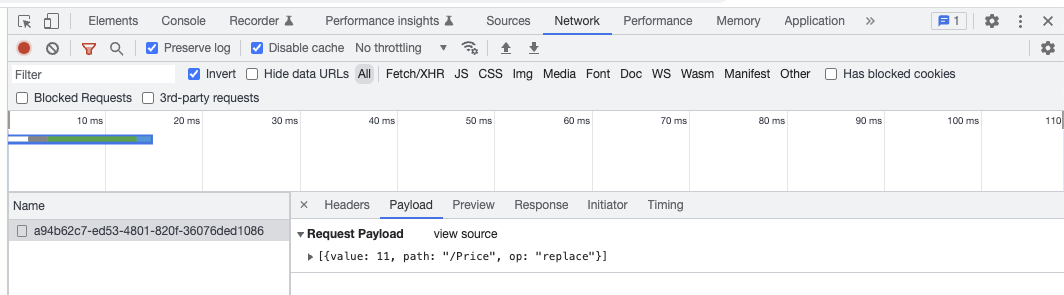 Elements Console Recorder Performance insights Sources Network Performance Memory Application » 1
Preserve log Disable cache No throttling
Filter Invert Hide data URLs All Fetch/XHR JS CSS Img Media Font Doc WS Wasm Manifest Other Has blocked cookies
Blocked Requests 3rd-party requests
10 ms 20 ms 30 ms 40 ms 50 ms 60 ms 70 ms 80 ms 90 ms 100 ms 110
Name × Headers Payload Preview Response Initiator Timing
Request Payload view source
a94b62c7-ed53-4801-820f-36076ded1086
[{value: 11, path: "/Price", op: "replace"}]